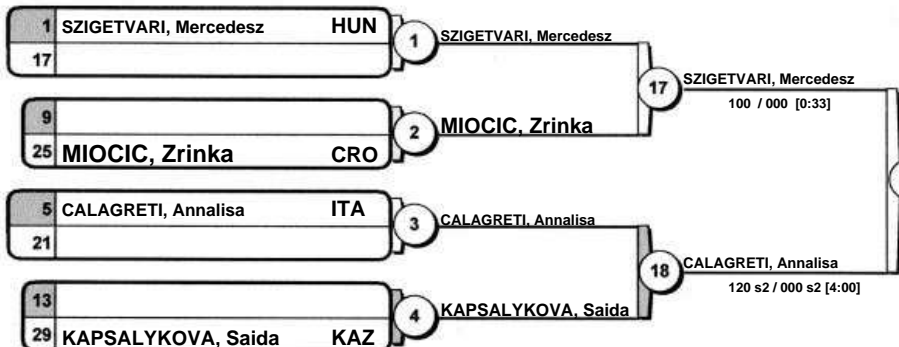 1 SZIGETVARI, Mercedesz HUN
17
1
SZIGETVARI, Mercedesz
9
25 MIOCIC, Zrinka CRO
2
MIOCIC, Zrinka
17
SZIGETVARI, Mercedesz
100 / 000 [0:33]
5 CALAGRETI, Annalisa ITA
21
3
CALAGRETI, Annalisa
13
29 KAPSALYKOVA, Saida KAZ
4
KAPSALYKOVA, Saida
18
CALAGRETI, Annalisa
120 s2 / 000 s2 [4:00]